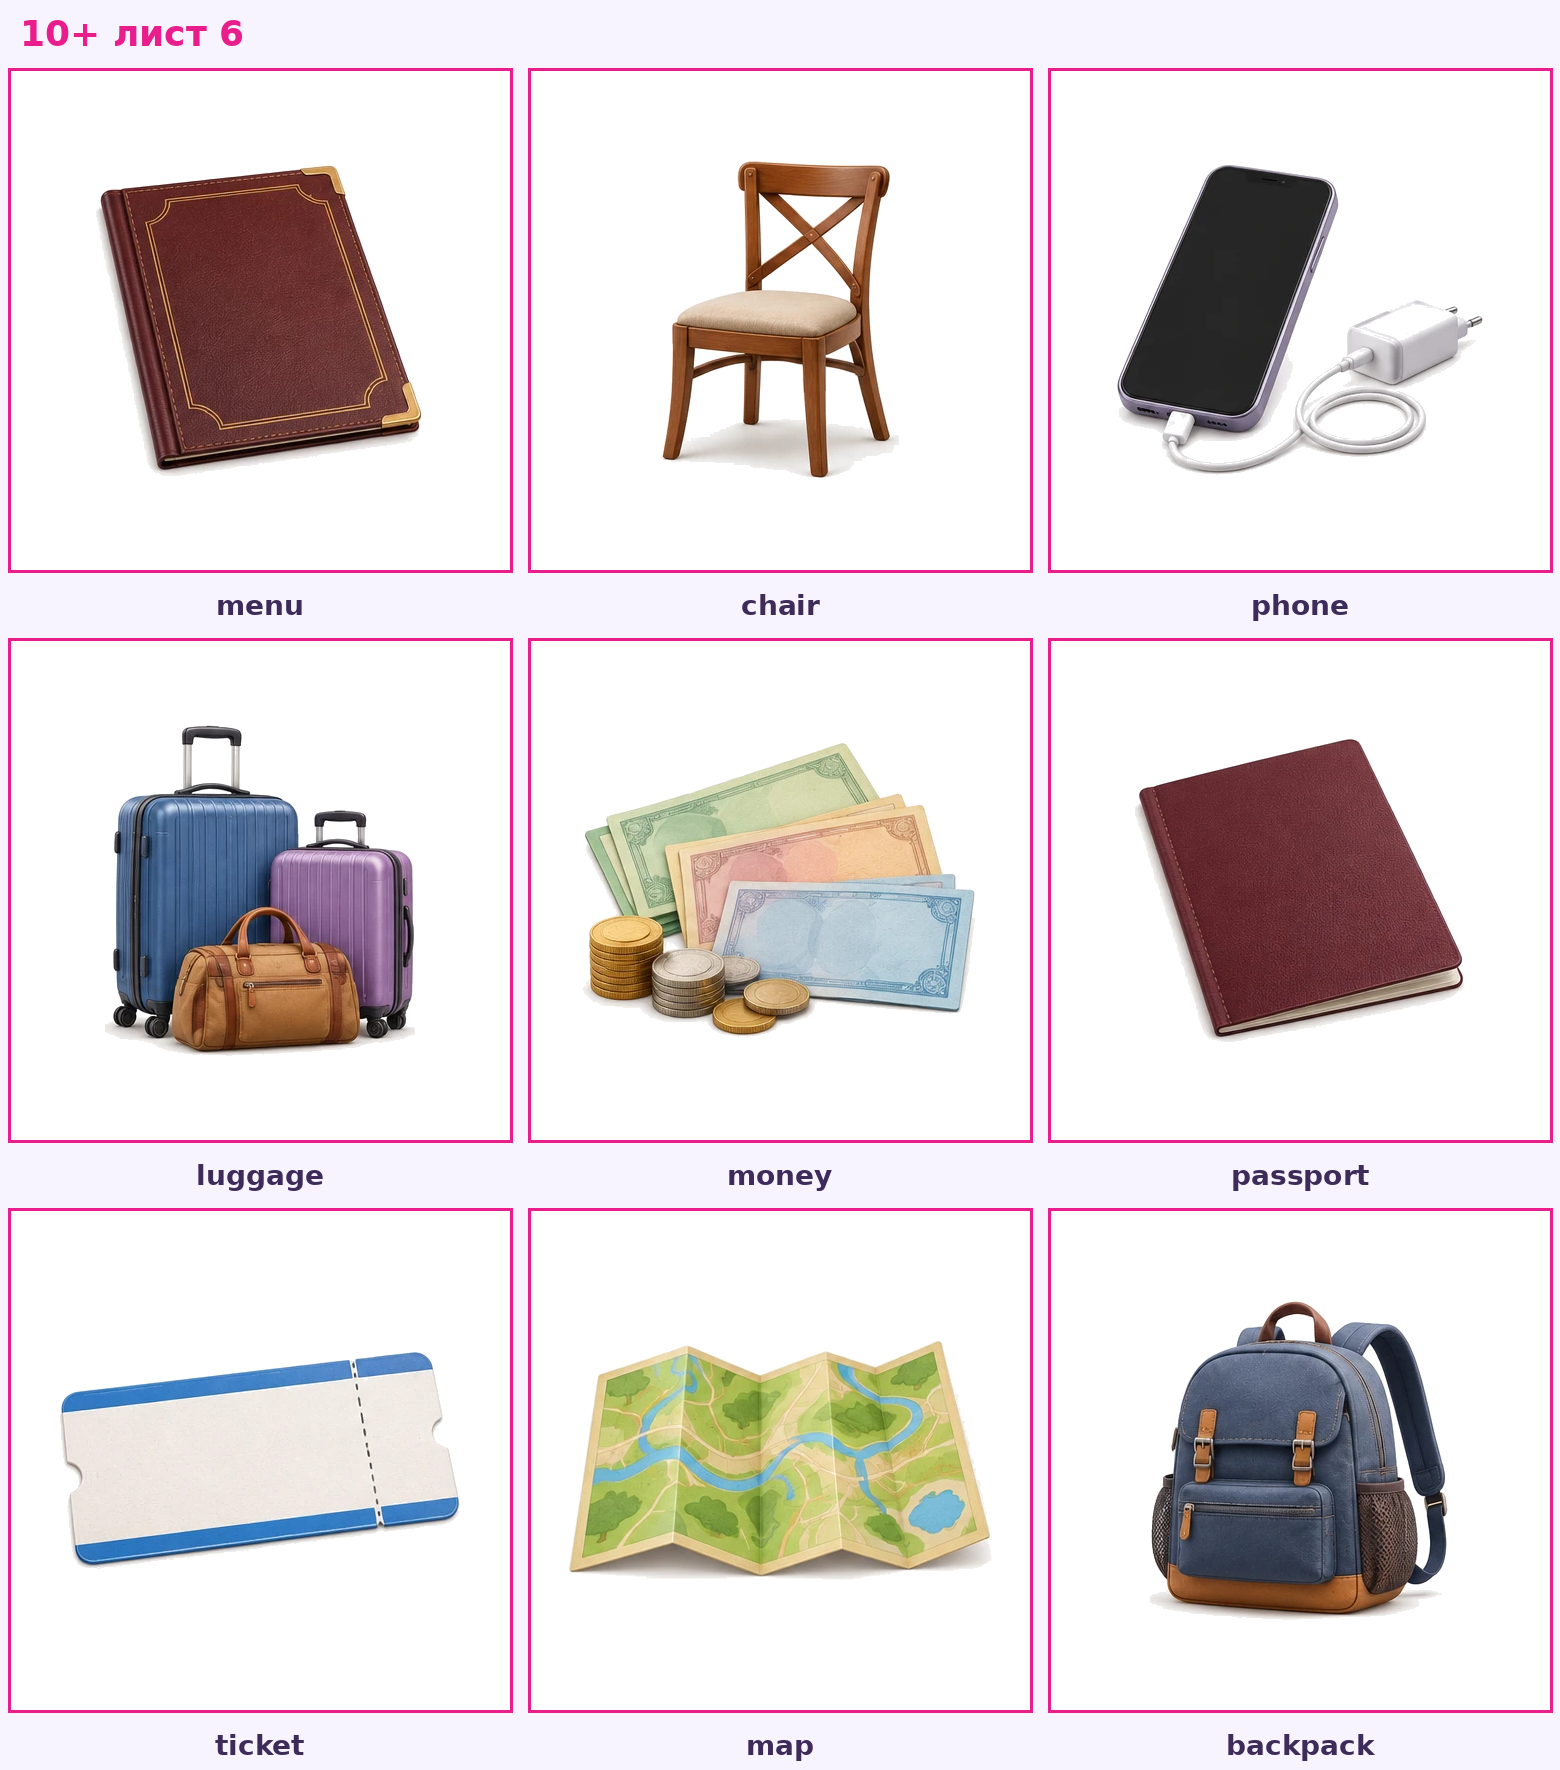 10+ лист 6
menu
chair
phone
luggage
money
passport
ticket
map
backpack